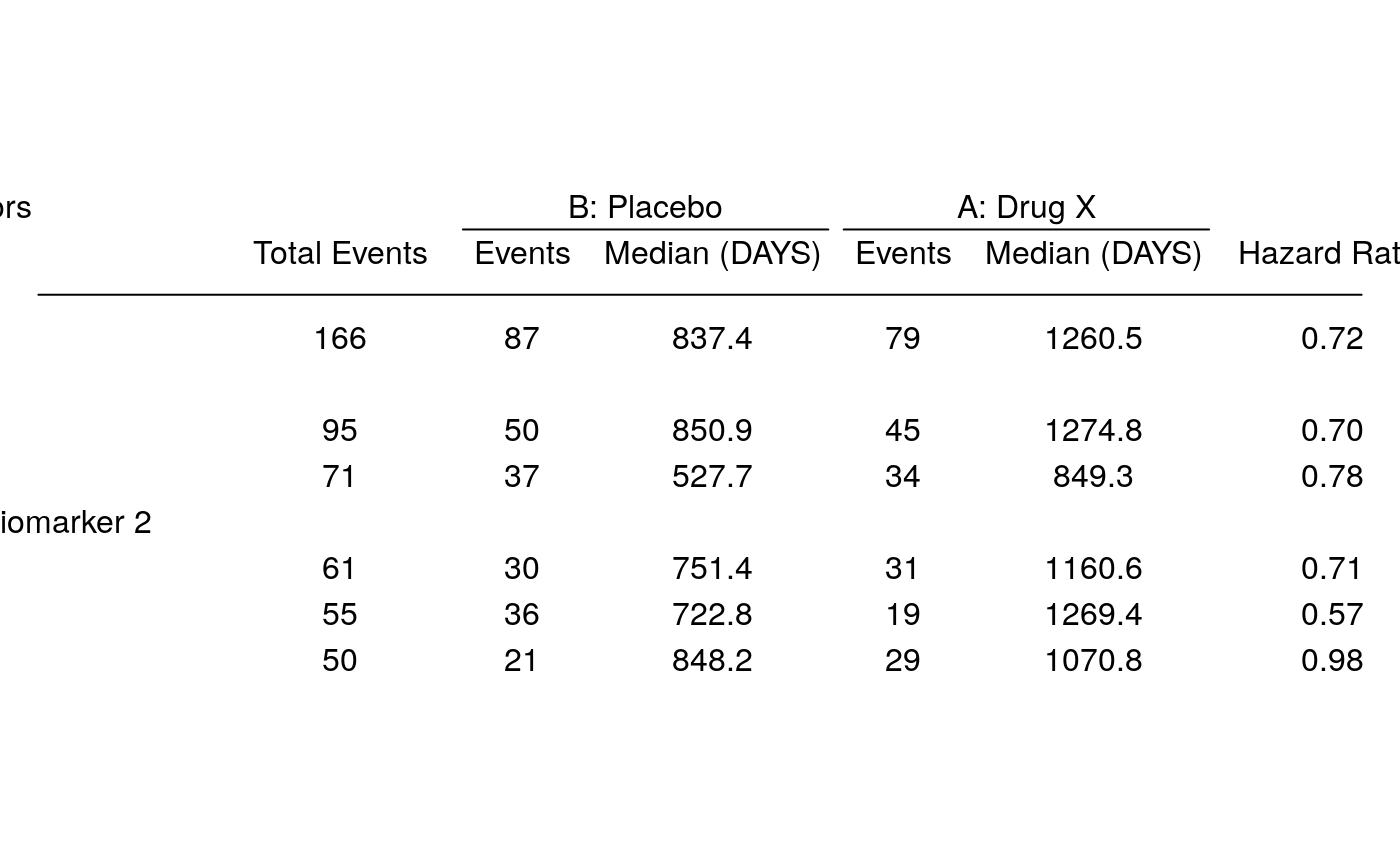 ors B: Placebo A: Drug X
Total Events Events Median (DAYS) Events Median (DAYS) Hazard Rat
166 87 837.4 79 1260.5 0.72
95 50 850.9 45 1274.8 0.70
71 37 527.7 34 849.3 0.78
iomarker 2
61 30 751.4 31 1160.6 0.71
55 36 722.8 19 1269.4 0.57
50 21 848.2 29 1070.8 0.98